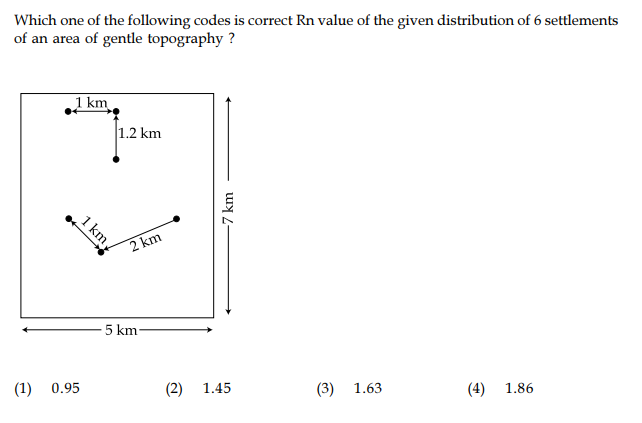 Which one of the following codes is correct Rn value of the given distribution of 6 settlements
of an area of gentle topography ?
1 km
1.2 km
7 km
1 km
2 km
5 km
(1) 0.95 (2) 1.45 (3) 1.63 (4) 1.86